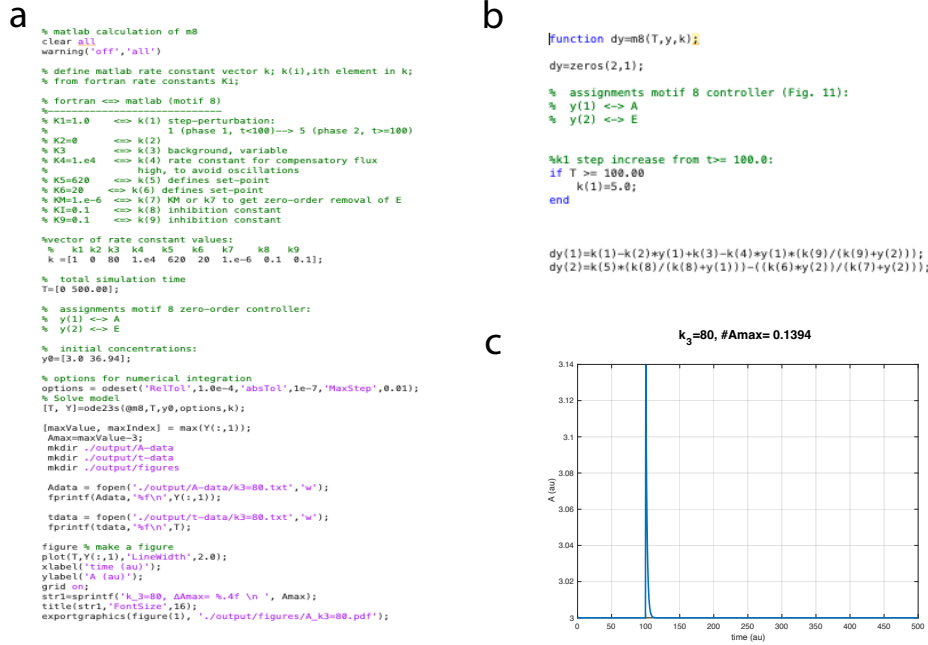 a
% matlab calculation of m8
clear all
warning('off','all')
% define matlab rate constant vector k; k(i),ith element in k;
% from fortran rate constants Ki;
% fortran <=> matlab (motif 8)
%-----------------------------
% K1=1.0 <=> k(1) step-perturbation:
% 1 (phase 1, t<100)--> 5 (phase 2, t>=100)
% K2=0 <=> k(2)
% K3 <=> k(3) background, variable
% K4=1.e4 <=> k(4) rate constant for compensatory flux
% high, to avoid oscillations
% K5=620 <=> k(5) defines set-point
% K6=20 <=> k(6) defines set-point
% KM=1.e-6 <=> k(7) KM or k7 to get zero-order removal of E
% KI=0.1 <=> k(8) inhibition constant
% K9=0.1 <=> k(9) inhibition constant
%vector of rate constant values:
% k1 k2 k3 k4 k5 k6 k7 k8 k9
k =[1 0 80 1.e4 620 20 1.e-6 0.1 0.1];
% total simulation time
T=[0 500.00];
% assignments motif 8 zero-order controller:
% y(1) <-> A
% y(2) <-> E
% initial concentrations:
y0=[3.0 36.94];
% options for numerical integration
options = odeset('RelTol',1.0e-4,'absTol',1e-7,'MaxStep',0.01);
% Solve model
[T, Y]=ode23s(@m8,T,y0,options,k);
[maxValue, maxIndex] = max(Y(:,1));
Amax=maxValue-3;
mkdir ./output/A-data
mkdir ./output/t-data
mkdir ./output/figures
Adata = fopen('./output/A-data/k3=80.txt','w');
fprintf(Adata,'%f\n',Y(:,1));
tdata = fopen('./output/t-data/k3=80.txt','w');
fprintf(tdata,'%f\n',T);
figure % make a figure
plot(T,Y(:,1),'LineWidth',2.0);
xlabel('time (au)');
ylabel('A (au)');
grid on;
str1=sprintf('k_3=80, ΔAmax= %.4f \n ', Amax);
title(str1,'FontSize',16);
exportgraphics(figure(1), './output/figures/A_k3=80.pdf');
b
function dy=m8(T,y,k);
dy=zeros(2,1);
% assignments motif 8 controller (Fig. 11):
% y(1) <-> A
% y(2) <-> E
%k1 step increase from t>= 100.0:
if T >= 100.00
k(1)=5.0;
end
dy(1)=k(1)-k(2)*y(1)+k(3)-k(4)*y(1)*(k(9)/(k(9)+y(2)));
dy(2)=k(5)*(k(8)/(k(8)+y(1)))-((k(6)*y(2))/(k(7)+y(2)));
c
k3=80, #Amax= 0.1394
3.14
3.12
3.1
3.08
3.06
3.04
3.02
3
A (au)
0 50 100 150 200 250 300 350 400 450 500
time (au)